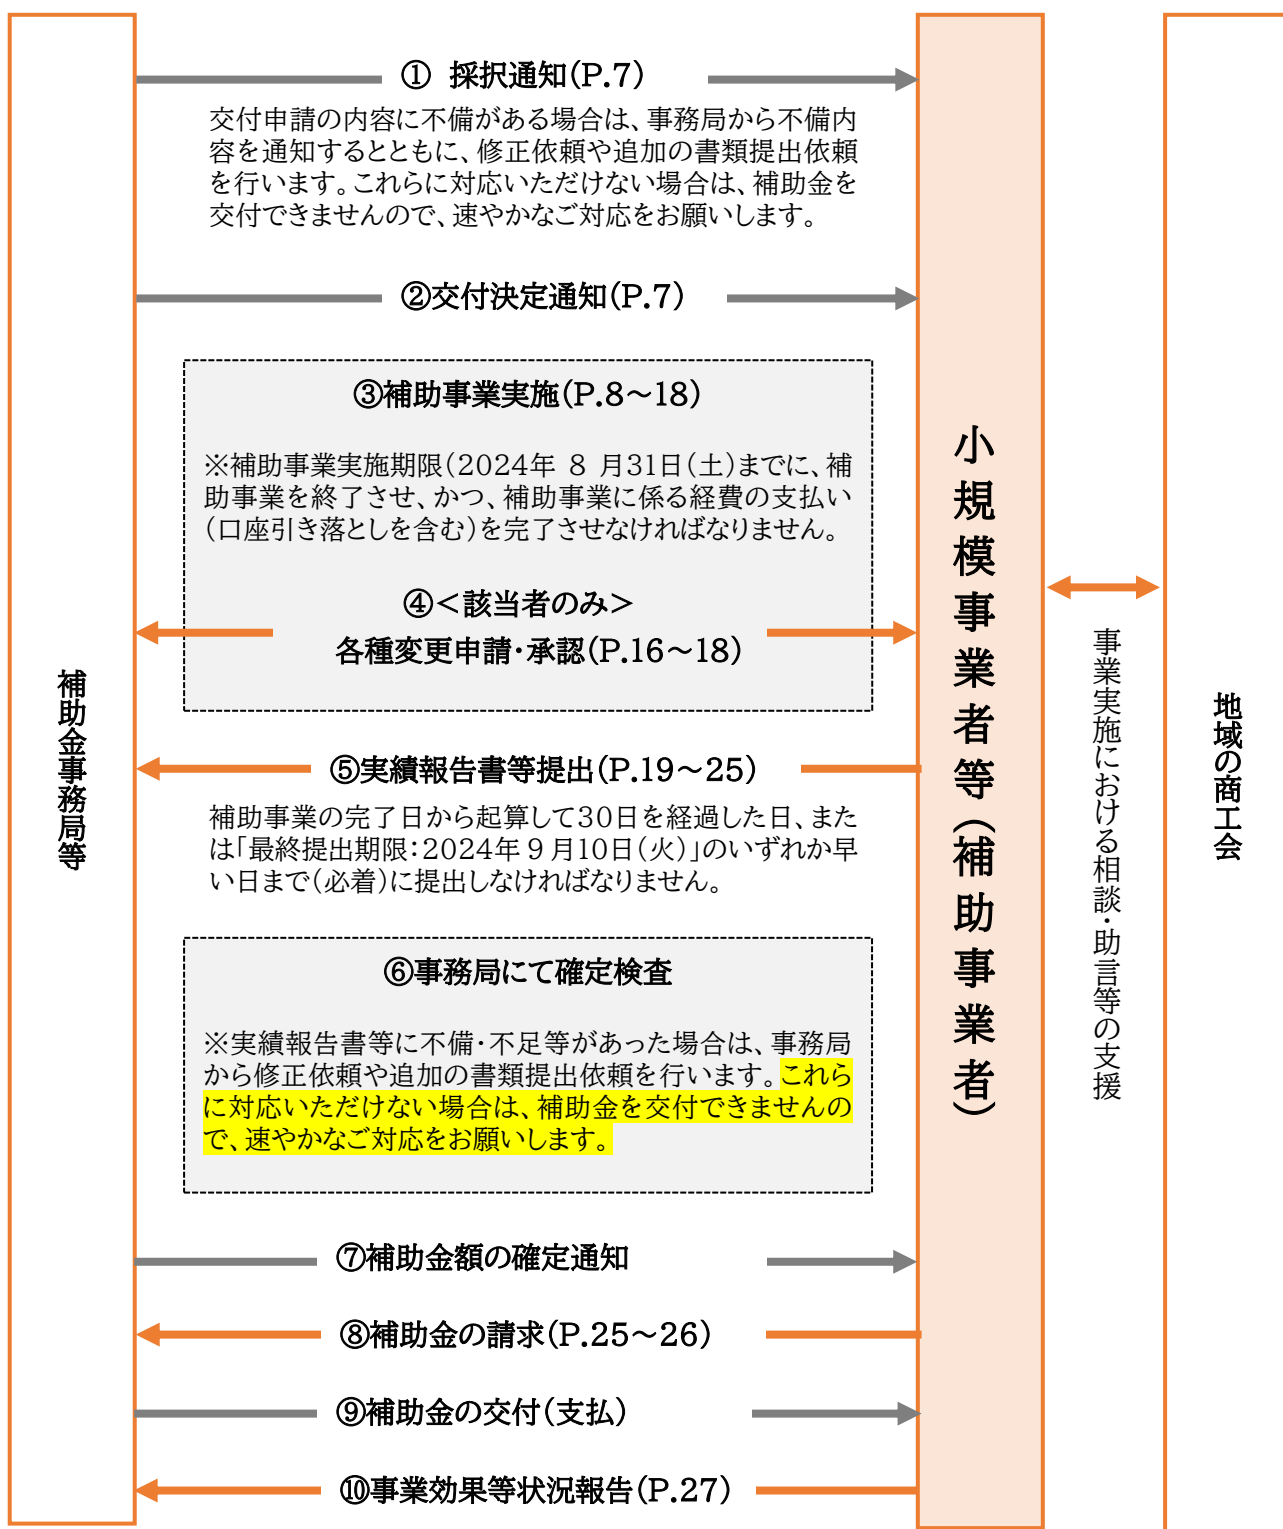 ① 採択通知(P.7)
交付申請の内容に不備がある場合は、事務局から不備内
容を通知するとともに、修正依頼や追加の書類提出依頼
を行います。これらに対応いただけない場合は、補助金を
交付できませんので、速やかなご対応をお願いします。
②交付決定通知(P.7)
③補助事業実施(P.8～18)
※補助事業実施期限(2024年 8 月31日(土)までに、補
助事業を終了させ、かつ、補助事業に係る経費の支払い
(口座引き落としを含む)を完了させなければなりません。
④<該当者のみ>
各種変更申請・承認(P.16～18)
⑤実績報告書等提出(P.19～25)
補助事業の完了日から起算して30日を経過した日、また
は「最終提出期限:2024年 9 月10日(火)」のいずれか早
い日まで(必着)に提出しなければなりません。
⑥事務局にて確定検査
※実績報告書等に不備・不足等があった場合は、事務局
から修正依頼や追加の書類提出依頼を行います。これら
に対応いただけない場合は、補助金を交付できませんの
で、速やかなご対応をお願いします。
⑦補助金額の確定通知
⑧補助金の請求(P.25～26)
⑨補助金の交付(支払)
⑩事業効果等状況報告(P.27)
補助金事務局等
小規模事業者等(補助事業者)
事業実施における相談・助言等の支援
地域の商工会